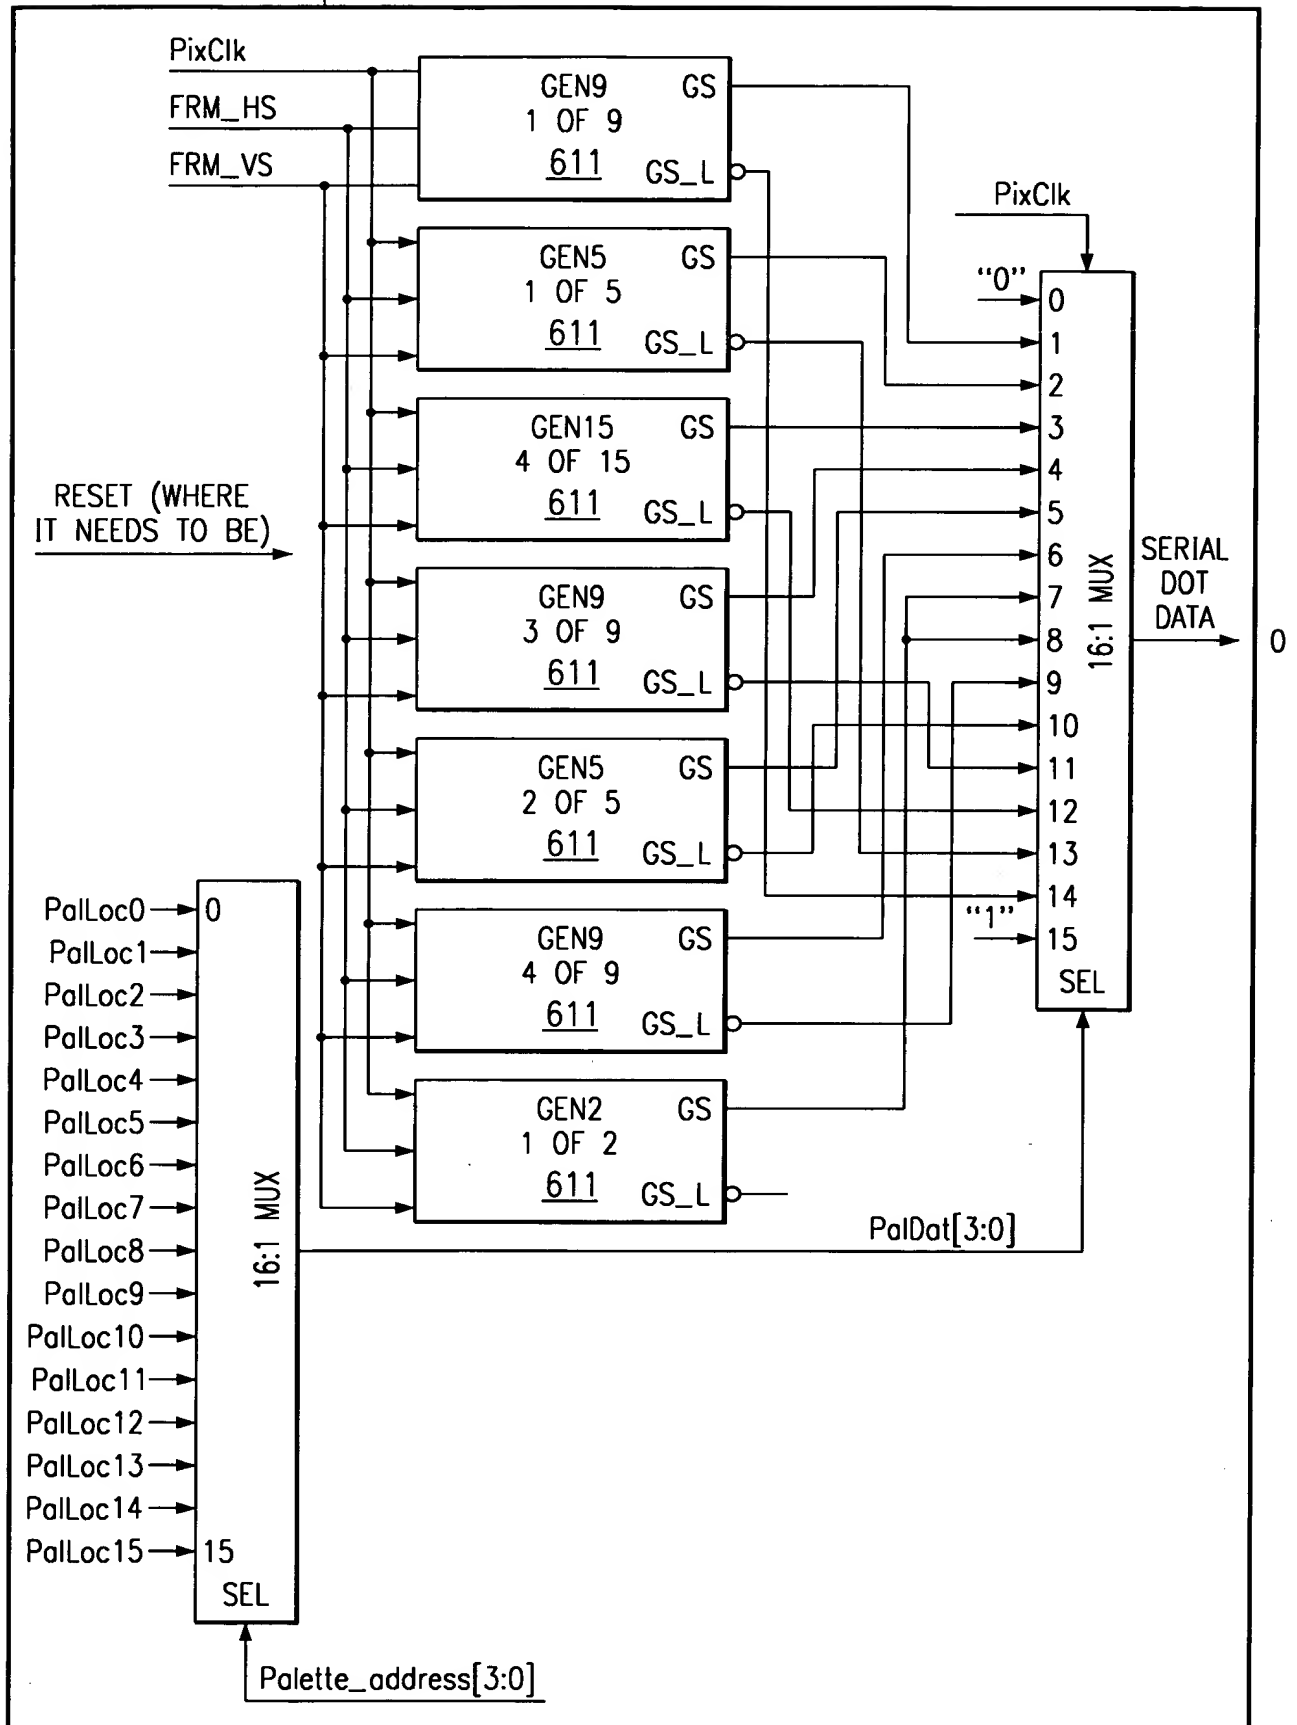 PixClk
FRM_HS
FRM_VS
GEN9
1 OF 9
611
GS
GS_L
GEN5
1 OF 5
611
GS
GS_L
GEN15
4 OF 15
611
GS
GS_L
GEN9
3 OF 9
611
GS
GS_L
GEN5
2 OF 5
611
GS
GS_L
GEN9
4 OF 9
611
GS
GS_L
GEN2
1 OF 2
611
GS
GS_L
RESET (WHERE
IT NEEDS TO BE)
PixClk
"0"
0
1
2
3
4
5
6
7
8
9
10
11
12
13
14
"1"
15
SEL
16:1 MUX
SERIAL
DOT
DATA
0
PalLoc0
PalLoc1
PalLoc2
PalLoc3
PalLoc4
PalLoc5
PalLoc6
PalLoc7
PalLoc8
PalLoc9
PalLoc10
PalLoc11
PalLoc12
PalLoc13
PalLoc14
PalLoc15
0
16:1 MUX
15
SEL
PalDat[3:0]
Palette_address[3:0]